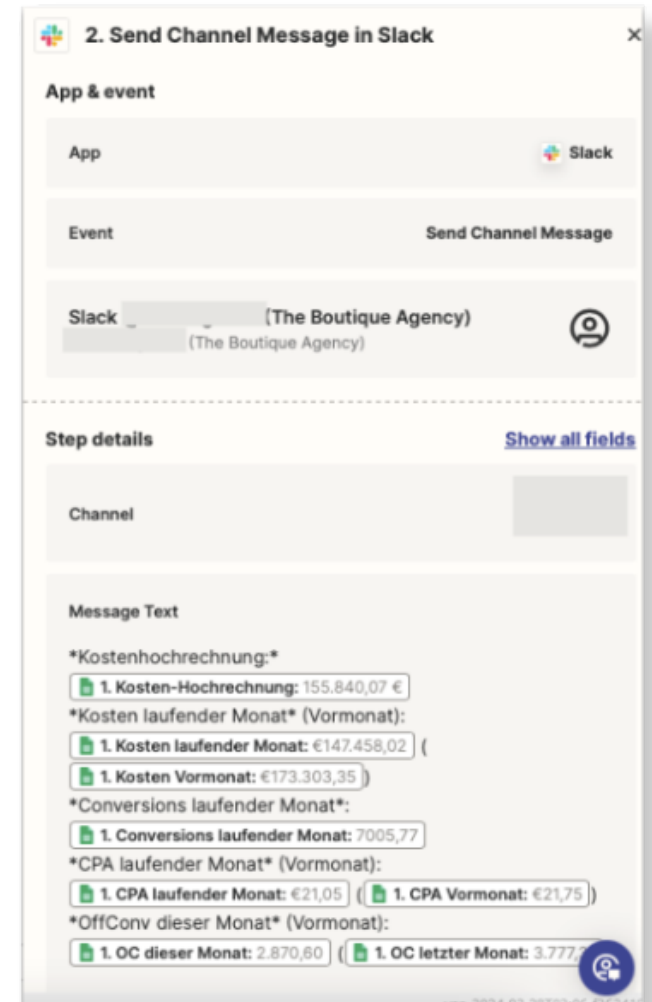 2. Send Channel Message in Slack
App & event
App Slack
Event Send Channel Message
Slack (The Boutique Agency)
(The Boutique Agency)
Step details Show all fields
Channel
Message Text
*Kostenhochrechnung:*
1. Kosten-Hochrechnung: 155.840,07 €
*Kosten laufender Monat* (Vormonat):
1. Kosten laufender Monat: €147.458,02 (
1. Kosten Vormonat: €173.303,35 )
*Conversions laufender Monat*:
1. Conversions laufender Monat: 7005,77
*CPA laufender Monat* (Vormonat):
1. CPA laufender Monat: €21,05 ( 1. CPA Vormonat: €21,75 )
*OffConv dieser Monat* (Vormonat):
1. OC dieser Monat: 2.870,60 ( 1. OC letzter Monat: 3.777,